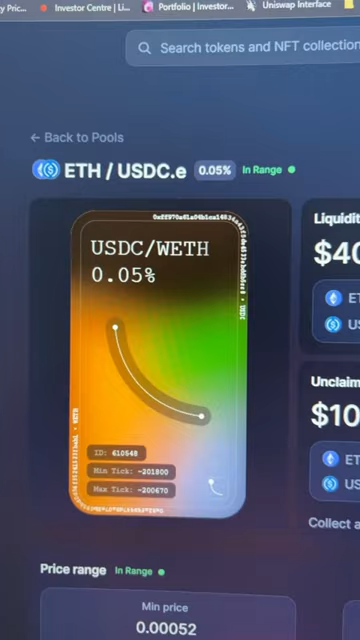 Investor Centre | Li...
Portfolio | Investor...
Uniswap Interface
Search tokens and NFT collection
← Back to Pools
ETH / USDC.e 0.05% In Range
USDC/WETH
0.05%
ID: 610548
Min Tick: -201800
Max Tick: -200670
Liquidit
$40
ET
US
Unclaim
$10
ET
US
Collect a
Price range In Range
Min price
0.00052